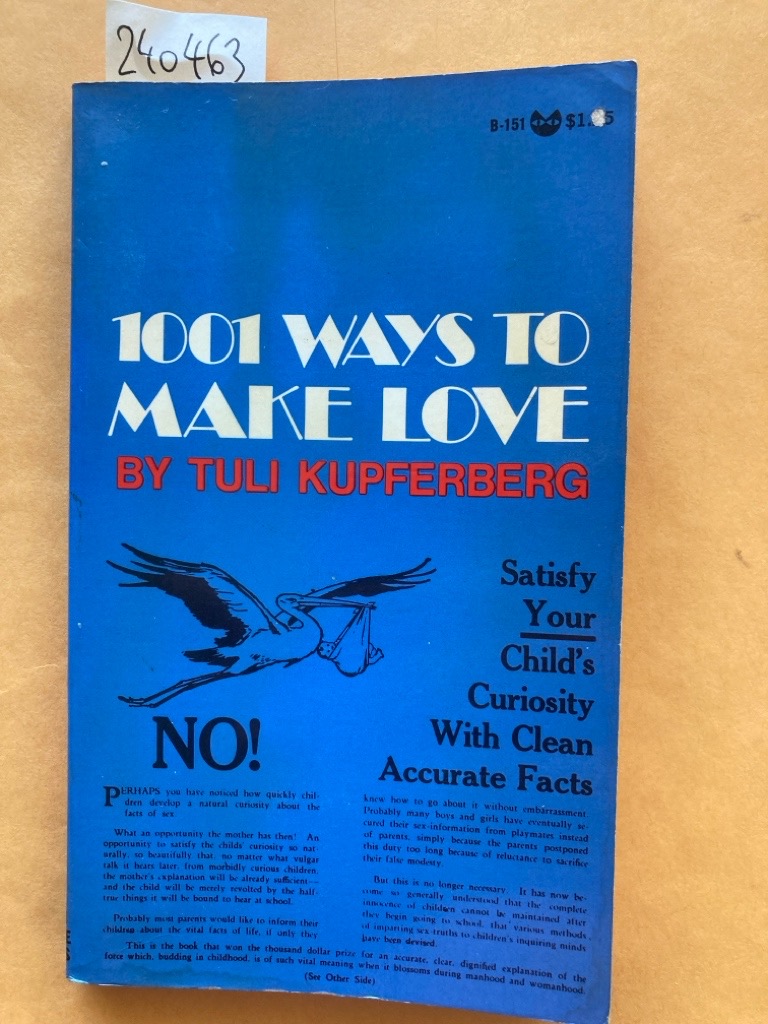 240463
B-151 $1. 5
1001 WAYS TO
MAKE LOVE
BY TULI KUPFERBERG
Satisfy
Your
Child's
Curiosity
With Clean
Accurate Facts
NO!
PERHAPS you have noticed how quickly chil-
dren develop a natural curiosity about the
facts of sex.
What an opportunity the mother has then! An
opportunity to satisfy the childs' curiosity so nat-
urally, so beautifully that, no matter what vulgar
talk it hears later, from morbidly curious children,
the mother's explanation will be already sufficient—
and the child will be merely revolted by the half-
true things it will be bound to hear at school.
Probably most parents would like to inform their
children about the vital facts of life, if only they
knew how to go about it without embarrassment.
Probably many boys and girls have eventually se-
cured their sex-information from playmates instead
of parents, simply because the parents postponed
this duty too long because of reluctance to sacrifice
their false modesty.
But this is no longer necessary. It has now be-
come so generally understood that the complete
innocence of children cannot be maintained after
they begin going to school, that various methods
of imparting sex-truths to children's inquiring minds
have been devised.
This is the book that won the thousand dollar prize for an accurate, clear, dignified explanation of the
force which, budding in childhood, is of such vital meaning when it blossoms during manhood and womanhood.
(See Other Side)